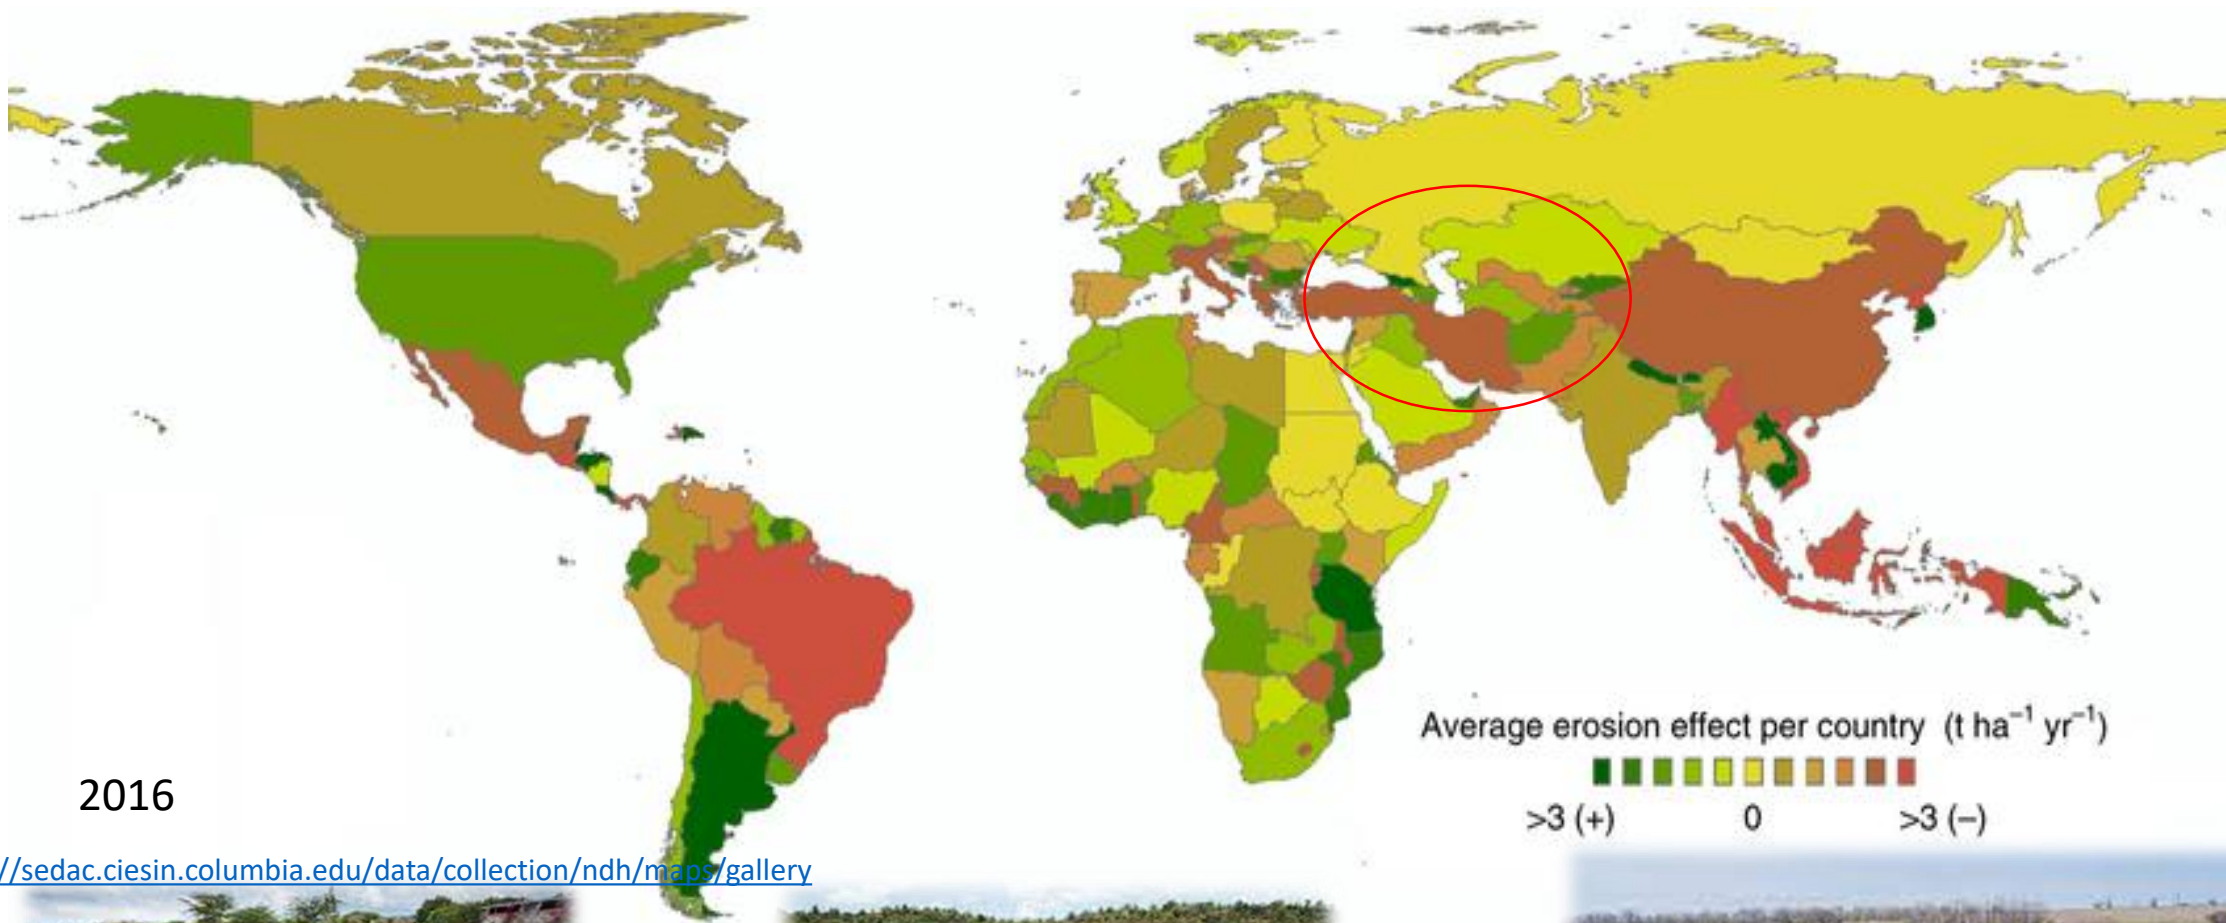 Average erosion effect per country (t ha⁻¹ yr⁻¹)
>3 (+) 0 >3 (–)
2016
//sedac.ciesin.columbia.edu/data/collection/ndh/maps/gallery